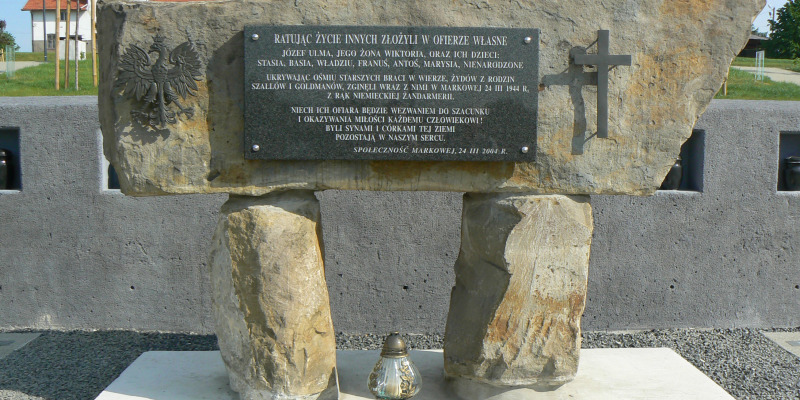 RATUJĄC ŻYCIE INNYCH ZŁOŻYLI W OFIERZE WŁASNE
JÓZEF ULMA, JEGO ŻONA WIKTORIA, ORAZ ICH DZIECI:
STASIA, BASIA, WŁADZIU, FRANUŚ, ANTOŚ, MARYSIA, NIENARODZONE
UKRYWAJĄC OŚMIU STARSZYCH BRACI W WIERZE, ŻYDÓW Z RODZIN
SZALLÓW I GOLDMANÓW, ZGINĘLI WRAZ Z NIMI W MARKOWEJ 24 III 1944 R,
Z RĄK NIEMIECKIEJ ŻANDARMERII.
NIECH ICH OFIARA BĘDZIE WEZWANIEM DO SZACUNKU
I OKAZYWANIA MIŁOŚCI KAŻDEMU CZŁOWIEKOWI!
BYLI SYNAMI I CÓRKAMI TEJ ZIEMI
POZOSTAJĄ W NASZYM SERCU.
SPOŁECZNOŚĆ MARKOWEJ, 24 III 2004 R.